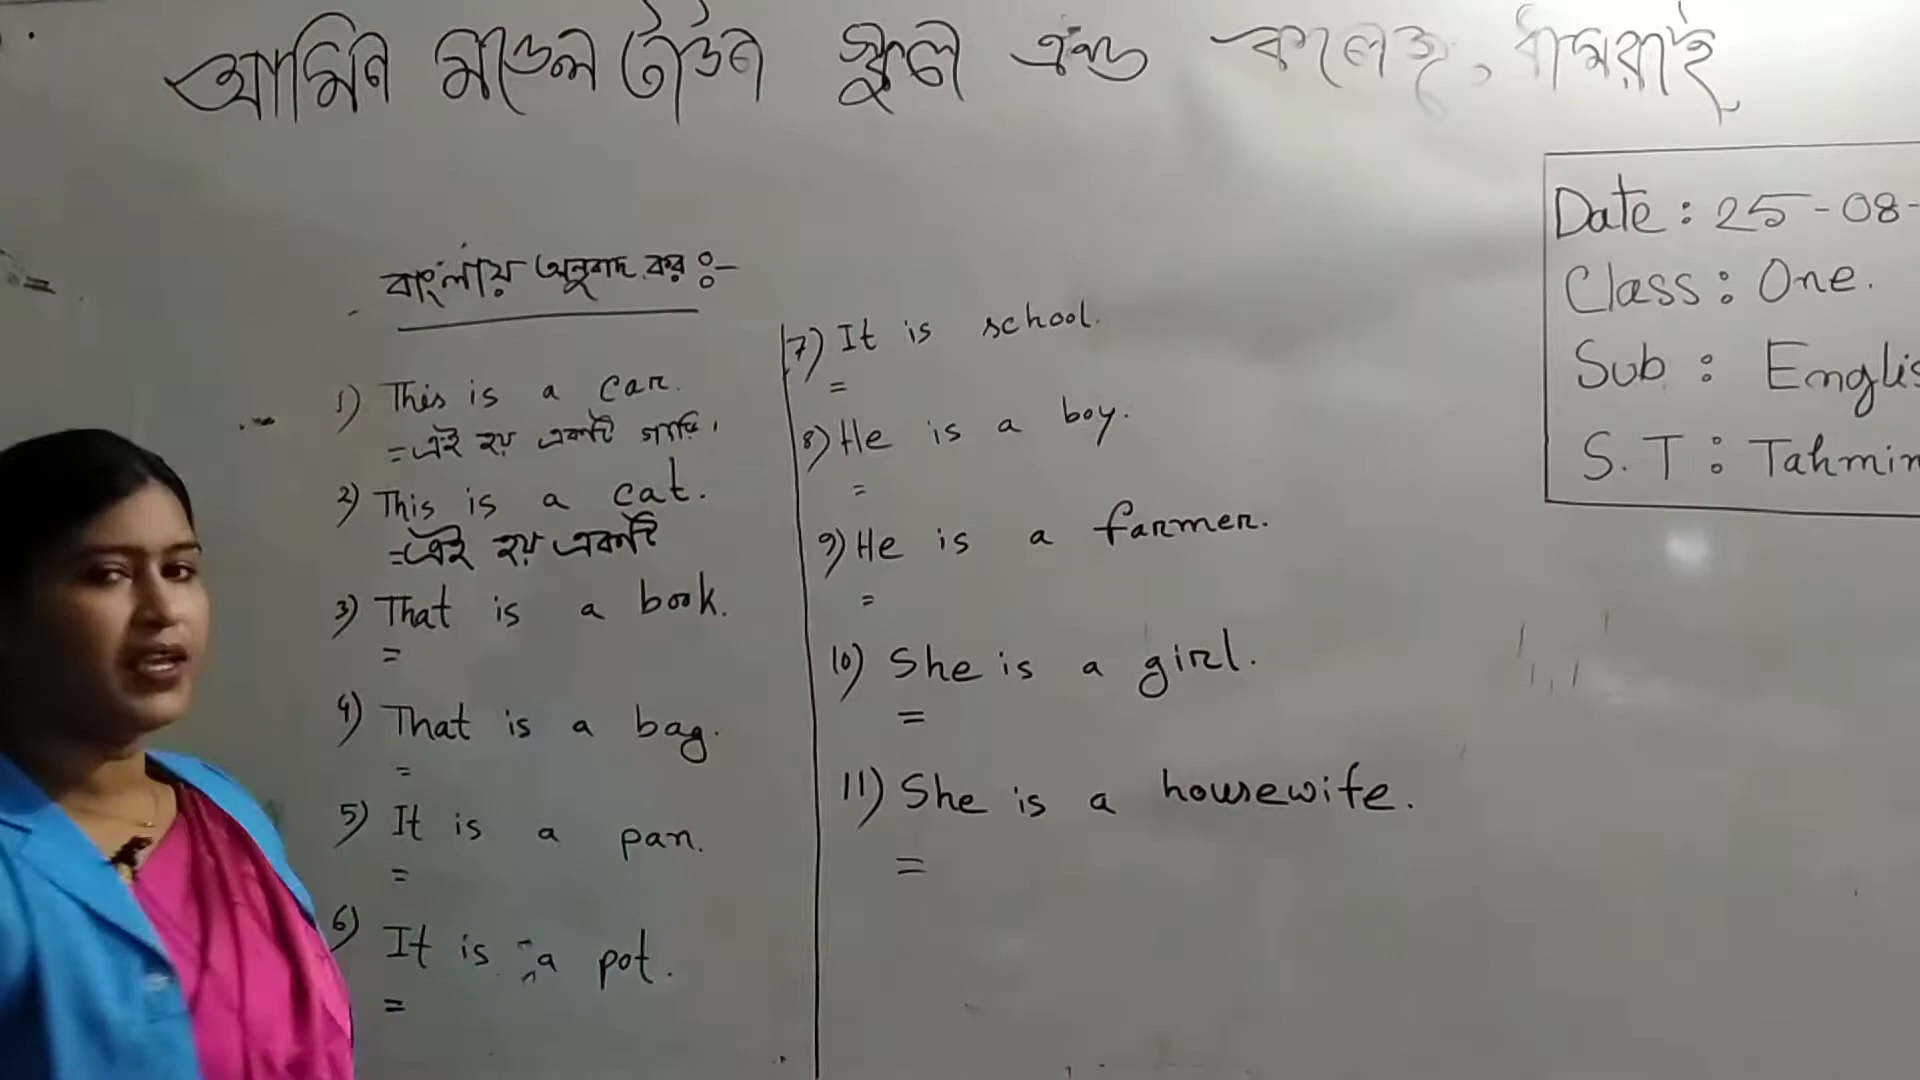 আমিন মডেল টাউন স্কুল এন্ড কলেজ, ধামরাই
Date : 25-08-
Class : One.
Sub : Englis
S. T : Tahmin
বাংলায় অনুবাদ কর :-
1) This is a car.
= এই হয় একটি গাড়ি।
2) This is a cat.
= এই হয় একটি
3) That is a book.
=
4) That is a bag.
=
5) It is a pan.
=
6) It is a pot.
=
7) It is school.
=
8) He is a boy.
=
9) He is a farmer.
=
10) She is a girl.
=
11) She is a housewife.
=